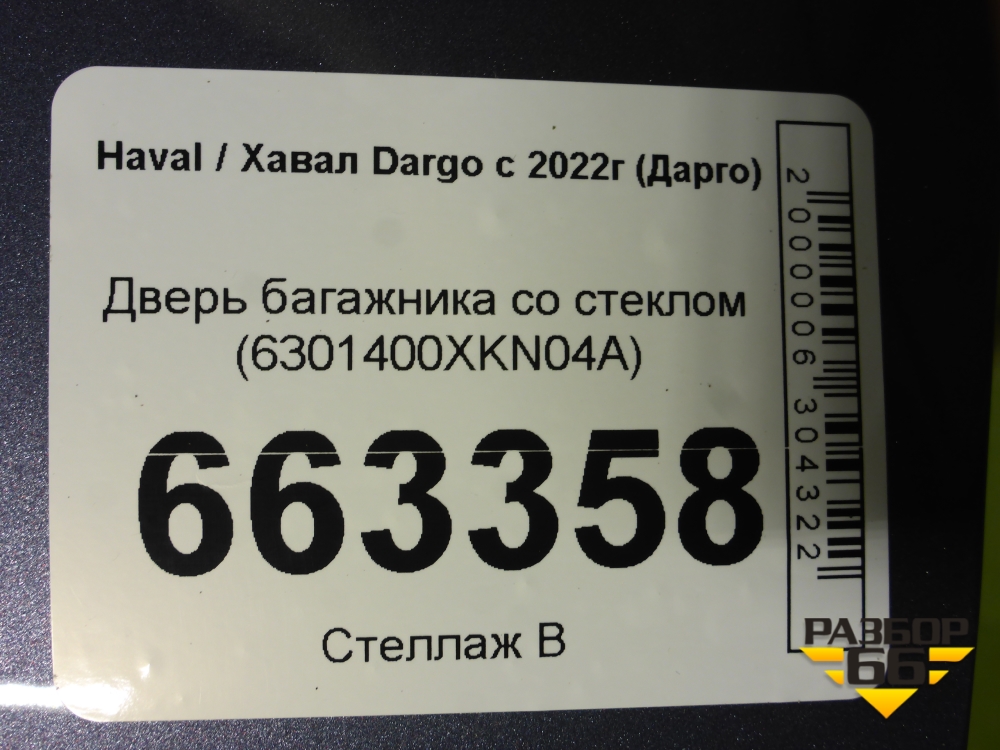 Haval / Хавал Dargo с 2022г (Дарго)
Дверь багажника со стеклом
(6301400XKN04A)
663358
Стеллаж В
2000006304322
РАЗБОР
66